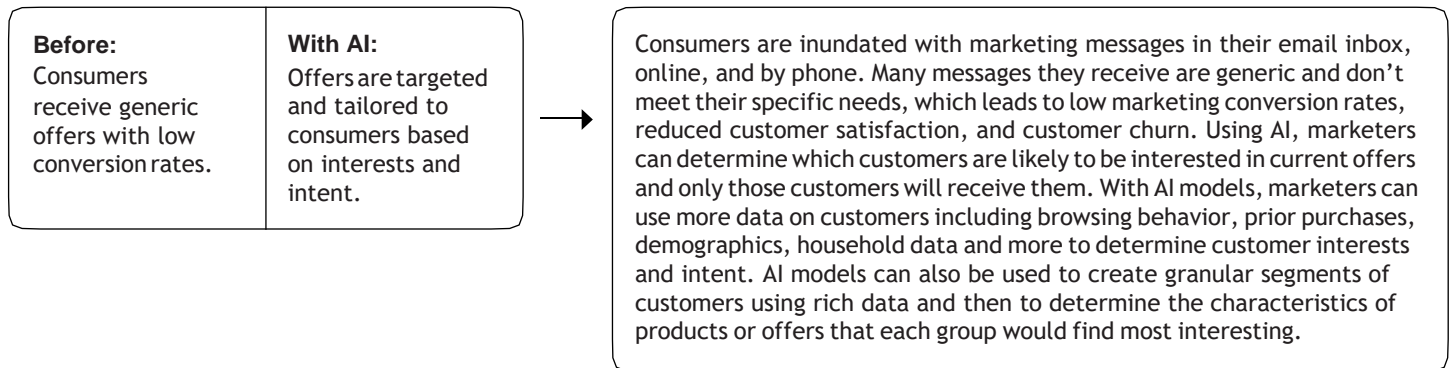 Before:
Consumers
receive generic
offers with low
conversion rates.
With AI:
Offers are targeted
and tailored to
consumers based
on interests and
intent.
Consumers are inundated with marketing messages in their email inbox,
online, and by phone. Many messages they receive are generic and don’t
meet their specific needs, which leads to low marketing conversion rates,
reduced customer satisfaction, and customer churn. Using AI, marketers
can determine which customers are likely to be interested in current offers
and only those customers will receive them. With AI models, marketers can
use more data on customers including browsing behavior, prior purchases,
demographics, household data and more to determine customer interests
and intent. AI models can also be used to create granular segments of
customers using rich data and then to determine the characteristics of
products or offers that each group would find most interesting.